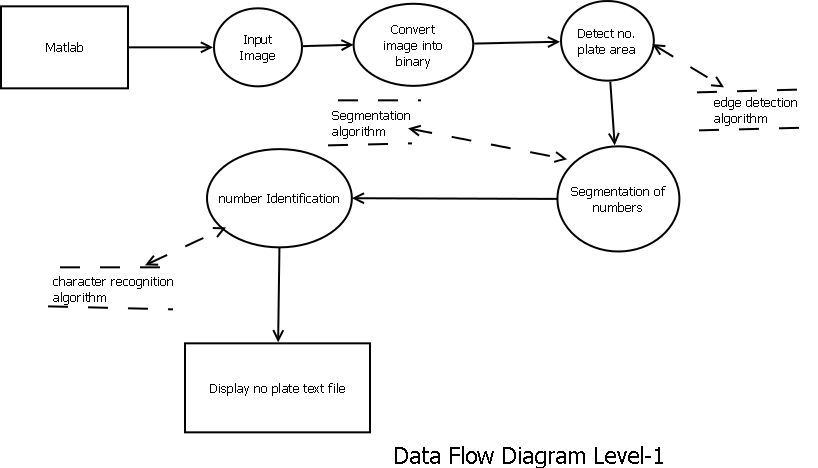 Matlab
Input
Image
Convert
image into
binary
Detect no.
plate area
edge detection
algorithm
Segmentation
algorithm
Segmentation of
numbers
number Identification
character recognition
algorithm
Display no plate text file
Data Flow Diagram Level-1